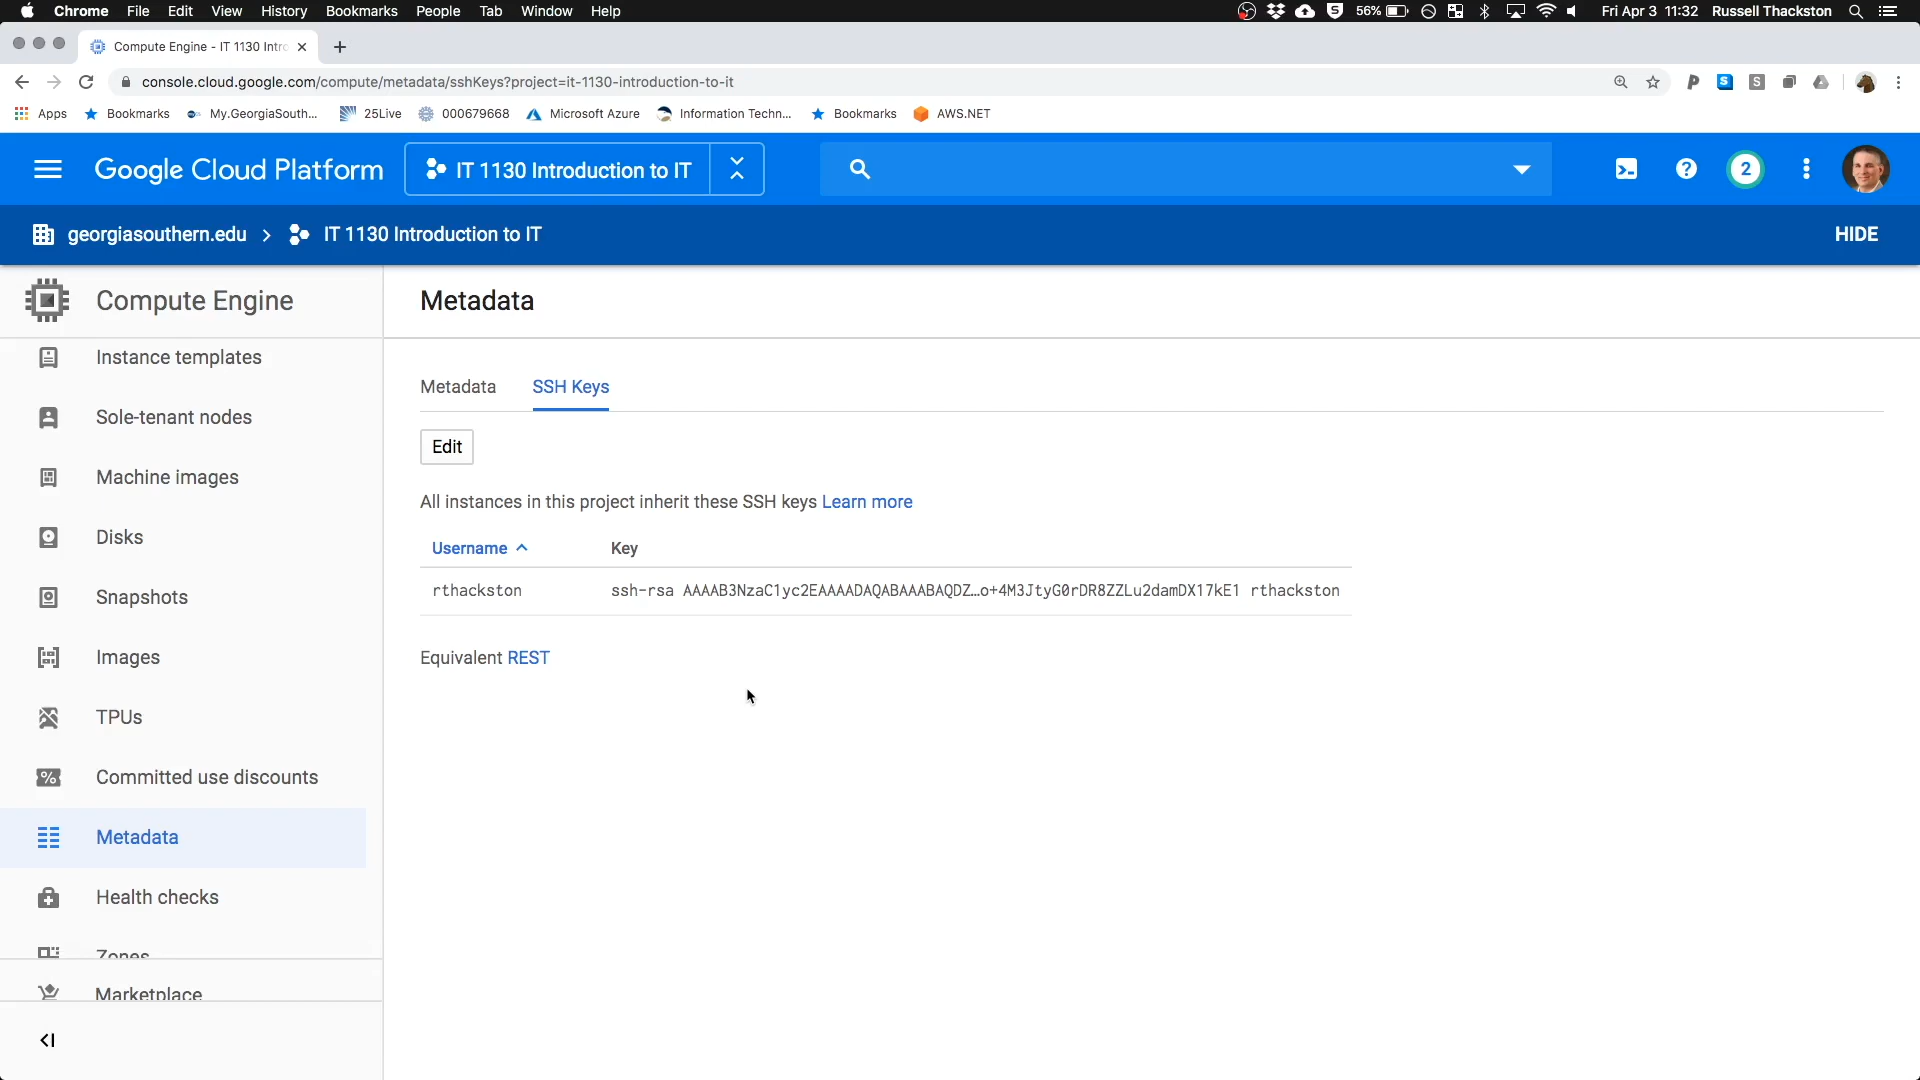 Chrome File Edit View History Bookmarks People Tab Window Help 56% Fri Apr 3 11:32 Russell Thackston
Compute Engine - IT 1130 Intro
console.cloud.google.com/compute/metadata/sshKeys?project=it-1130-introduction-to-it
Apps Bookmarks My.GeorgiaSouth... 25Live 000679668 Microsoft Azure Information Techn... Bookmarks AWS.NET
Google Cloud Platform IT 1130 Introduction to IT 2
georgiasouthern.edu > IT 1130 Introduction to IT HIDE
Compute Engine
Instance templates
Sole-tenant nodes
Machine images
Disks
Snapshots
Images
TPUs
Committed use discounts
Metadata
Health checks
Zones
Marketplace
Metadata
Metadata SSH Keys
Edit
All instances in this project inherit these SSH keys Learn more
Username Key
rthackston ssh-rsa AAAAB3NzaC1yc2EAAAADAQABAAABAQDZ…o+4M3JtyG0rDR8ZZLu2damDX17kE1 rthackston
Equivalent REST